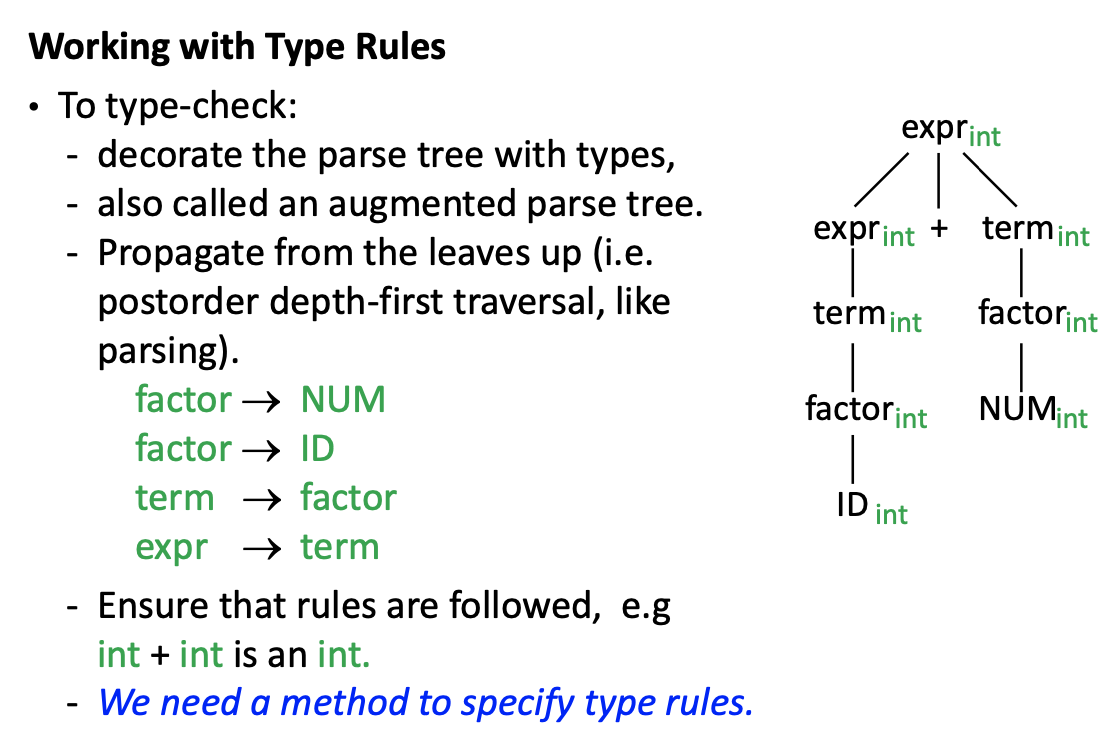 Working with Type Rules
• To type-check:
- decorate the parse tree with types,
- also called an augmented parse tree.
- Propagate from the leaves up (i.e.
postorder depth-first traversal, like
parsing).
factor → NUM
factor → ID
term → factor
expr → term
- Ensure that rules are followed, e.g
int + int is an int.
- We need a method to specify type rules.
expr int
expr int + term int
term int factor int
factor int NUM int
ID int